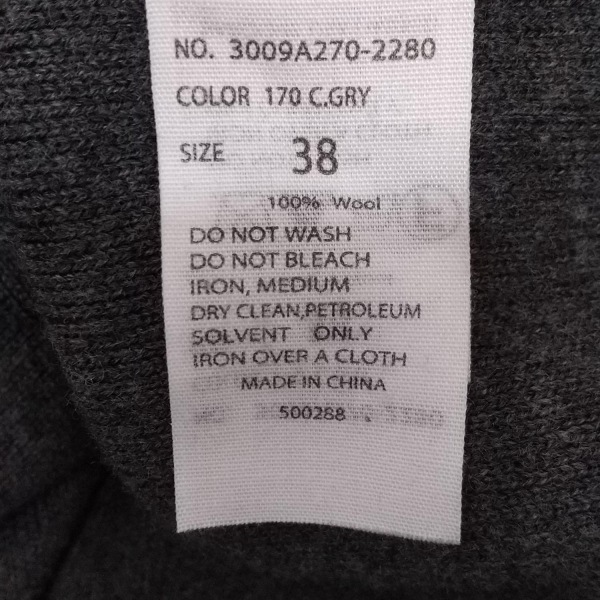 NO. 3009A270-2280
COLOR 170 C.GRY
SIZE 38
100% Wool
DO NOT WASH
DO NOT BLEACH
IRON, MEDIUM
DRY CLEAN,PETROLEUM
SOLVENT ONLY
IRON OVER A CLOTH
MADE IN CHINA
500288